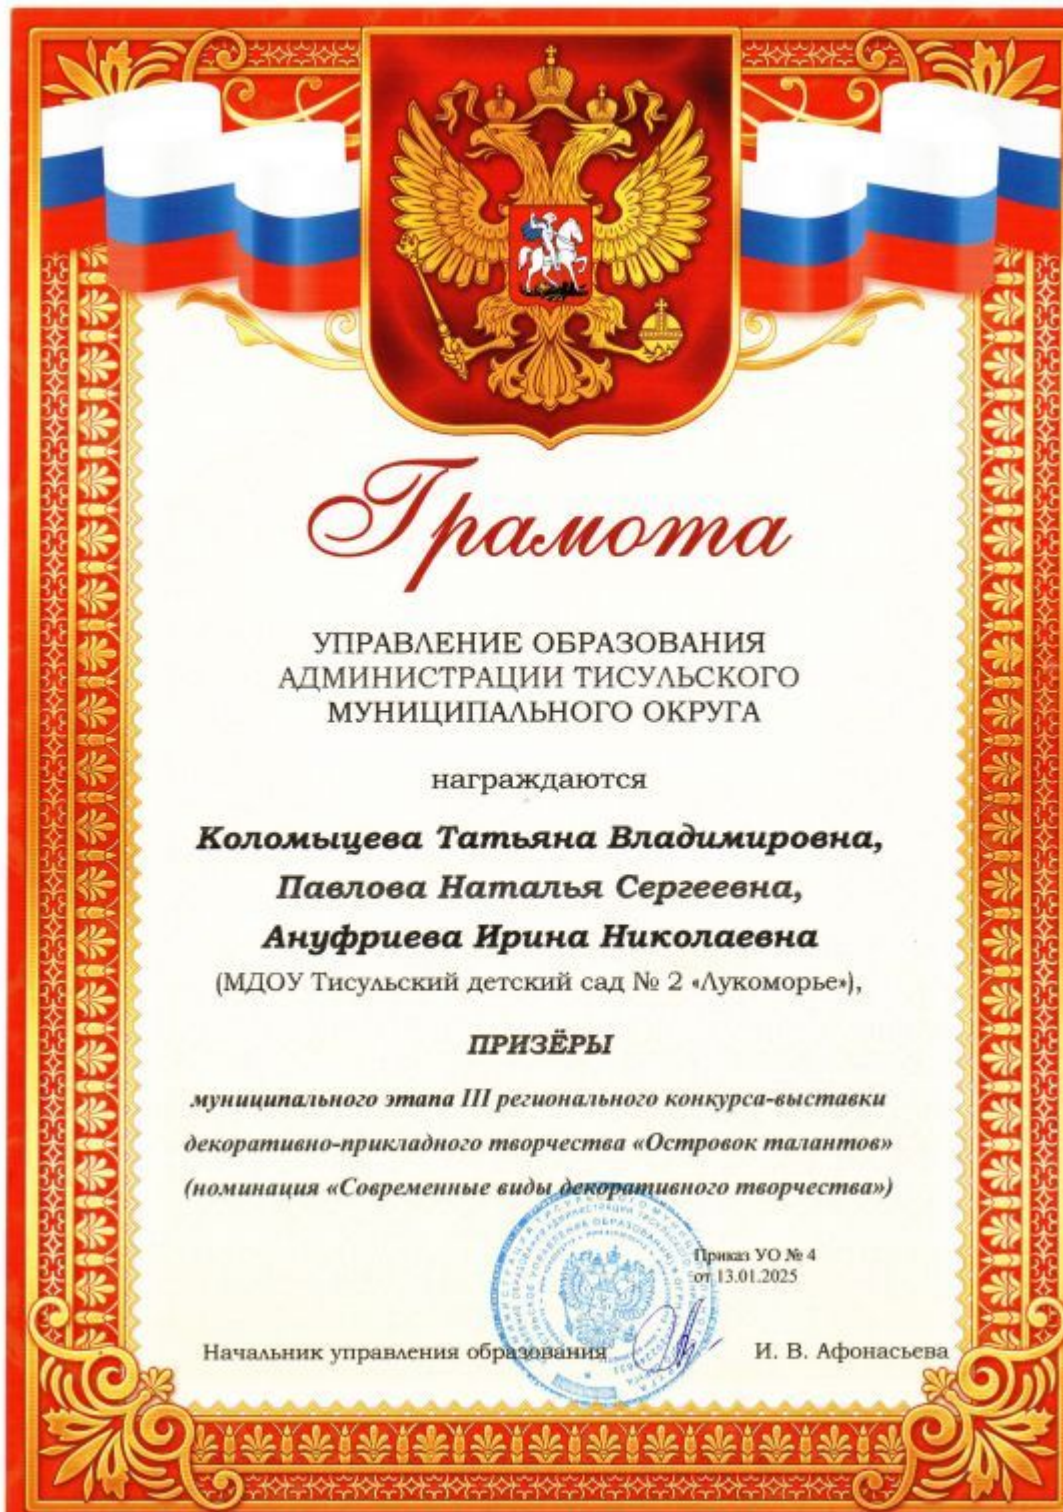 Грамота
УПРАВЛЕНИЕ ОБРАЗОВАНИЯ
АДМИНИСТРАЦИИ ТИСУЛЬСКОГО
МУНИЦИПАЛЬНОГО ОКРУГА
награждаются
Коломыцева Татьяна Владимировна,
Павлова Наталья Сергеевна,
Ануфриева Ирина Николаевна
(МДОУ Тисульский детский сад № 2 «Лукоморье»),
ПРИЗЁРЫ
муниципального этапа III регионального конкурса-выставки
декоративно-прикладного творчества «Островок талантов»
(номинация «Современные виды декоративного творчества»)
Приказ УО № 4
от 13.01.2025
Начальник управления образования И. В. Афонасьева